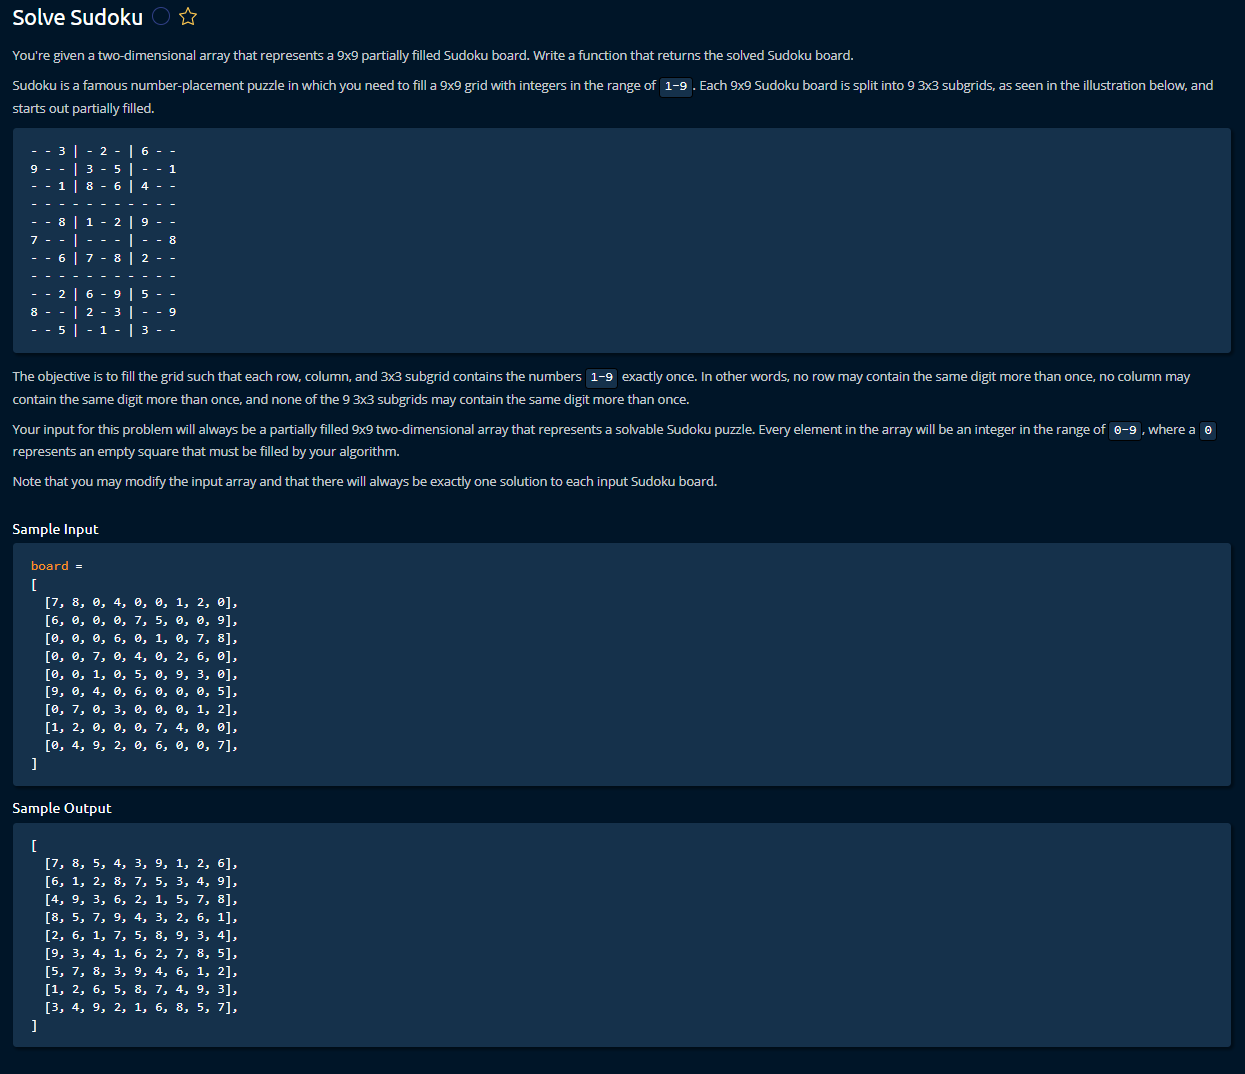 Solve Sudoku
You're given a two-dimensional array that represents a 9x9 partially filled Sudoku board. Write a function that returns the solved Sudoku board.
Sudoku is a famous number-placement puzzle in which you need to fill a 9x9 grid with integers in the range of 1-9 . Each 9x9 Sudoku board is split into 9 3x3 subgrids, as seen in the illustration below, and
starts out partially filled.
- - 3 | - 2 - | 6 - -
9 - - | 3 - 5 | - - 1
- - 1 | 8 - 6 | 4 - -
- - - - - - - - - - -
- - 8 | 1 - 2 | 9 - -
7 - - | - - - | - - 8
- - 6 | 7 - 8 | 2 - -
- - - - - - - - - - -
- - 2 | 6 - 9 | 5 - -
8 - - | 2 - 3 | - - 9
- - 5 | - 1 - | 3 - -
The objective is to fill the grid such that each row, column, and 3x3 subgrid contains the numbers 1-9 exactly once. In other words, no row may contain the same digit more than once, no column may
contain the same digit more than once, and none of the 9 3x3 subgrids may contain the same digit more than once.
Your input for this problem will always be a partially filled 9x9 two-dimensional array that represents a solvable Sudoku puzzle. Every element in the array will be an integer in the range of 0-9 , where a 0
represents an empty square that must be filled by your algorithm.
Note that you may modify the input array and that there will always be exactly one solution to each input Sudoku board.
Sample Input
board =
[
[7, 8, 0, 4, 0, 0, 1, 2, 0],
[6, 0, 0, 0, 7, 5, 0, 0, 9],
[0, 0, 0, 6, 0, 1, 0, 7, 8],
[0, 0, 7, 0, 4, 0, 2, 6, 0],
[0, 0, 1, 0, 5, 0, 9, 3, 0],
[9, 0, 4, 0, 6, 0, 0, 0, 5],
[0, 7, 0, 3, 0, 0, 0, 1, 2],
[1, 2, 0, 0, 0, 7, 4, 0, 0],
[0, 4, 9, 2, 0, 6, 0, 0, 7],
]
Sample Output
[
[7, 8, 5, 4, 3, 9, 1, 2, 6],
[6, 1, 2, 8, 7, 5, 3, 4, 9],
[4, 9, 3, 6, 2, 1, 5, 7, 8],
[8, 5, 7, 9, 4, 3, 2, 6, 1],
[2, 6, 1, 7, 5, 8, 9, 3, 4],
[9, 3, 4, 1, 6, 2, 7, 8, 5],
[5, 7, 8, 3, 9, 4, 6, 1, 2],
[1, 2, 6, 5, 8, 7, 4, 9, 3],
[3, 4, 9, 2, 1, 6, 8, 5, 7],
]